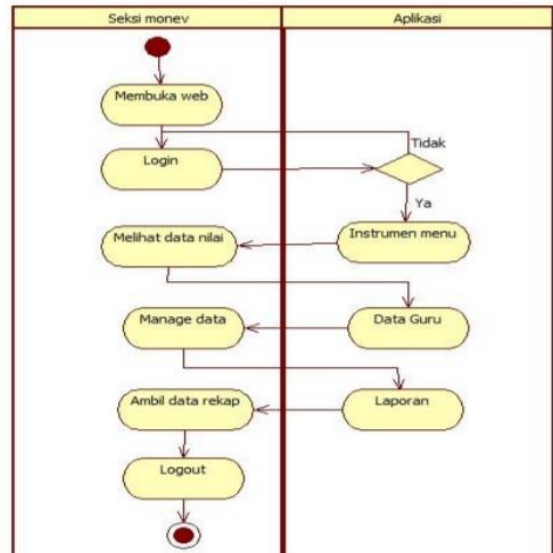 Seksi monev
Aplikasi
Membuka web
Tidak
Login
Ya
Melihat data nilai
Instrumen menu
Manage data
Data Guru
Ambil data rekap
Laporan
Logout